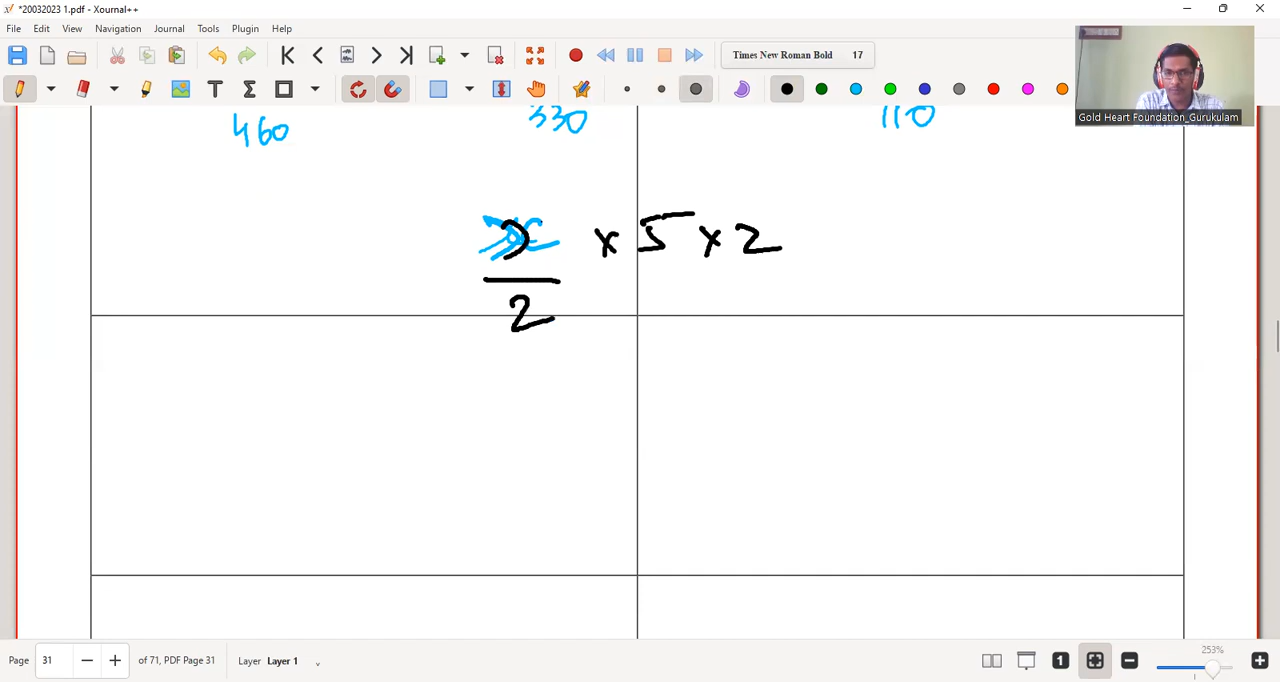 *20032023 1.pdf - Xournal++
File Edit View Navigation Journal Tools Plugin Help
Times New Roman Bold 17
Gold Heart Foundation_Gurukulam
460 330 110
x 5 x 2
2
Page 31 of 71, PDF Page 31 Layer Layer 1 253%